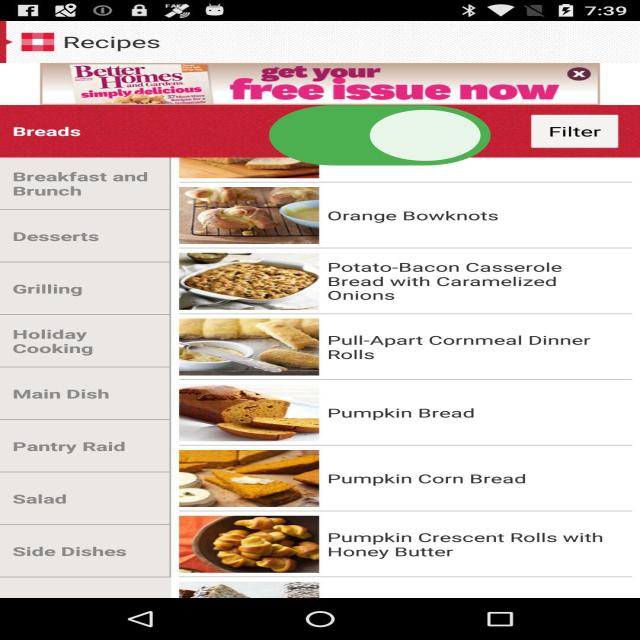 7:39
Recipes
Better
Homes
and Gardens
simply delicious
get your
free issue now
Breads
Filter
Breakfast and
Brunch
Desserts
Grilling
Holiday
Cooking
Main Dish
Pantry Raid
Salad
Side Dishes
Orange Bowknots
Potato-Bacon Casserole
Bread with Caramelized
Onions
Pull-Apart Cornmeal Dinner
Rolls
Pumpkin Bread
Pumpkin Corn Bread
Pumpkin Crescent Rolls with
Honey Butter